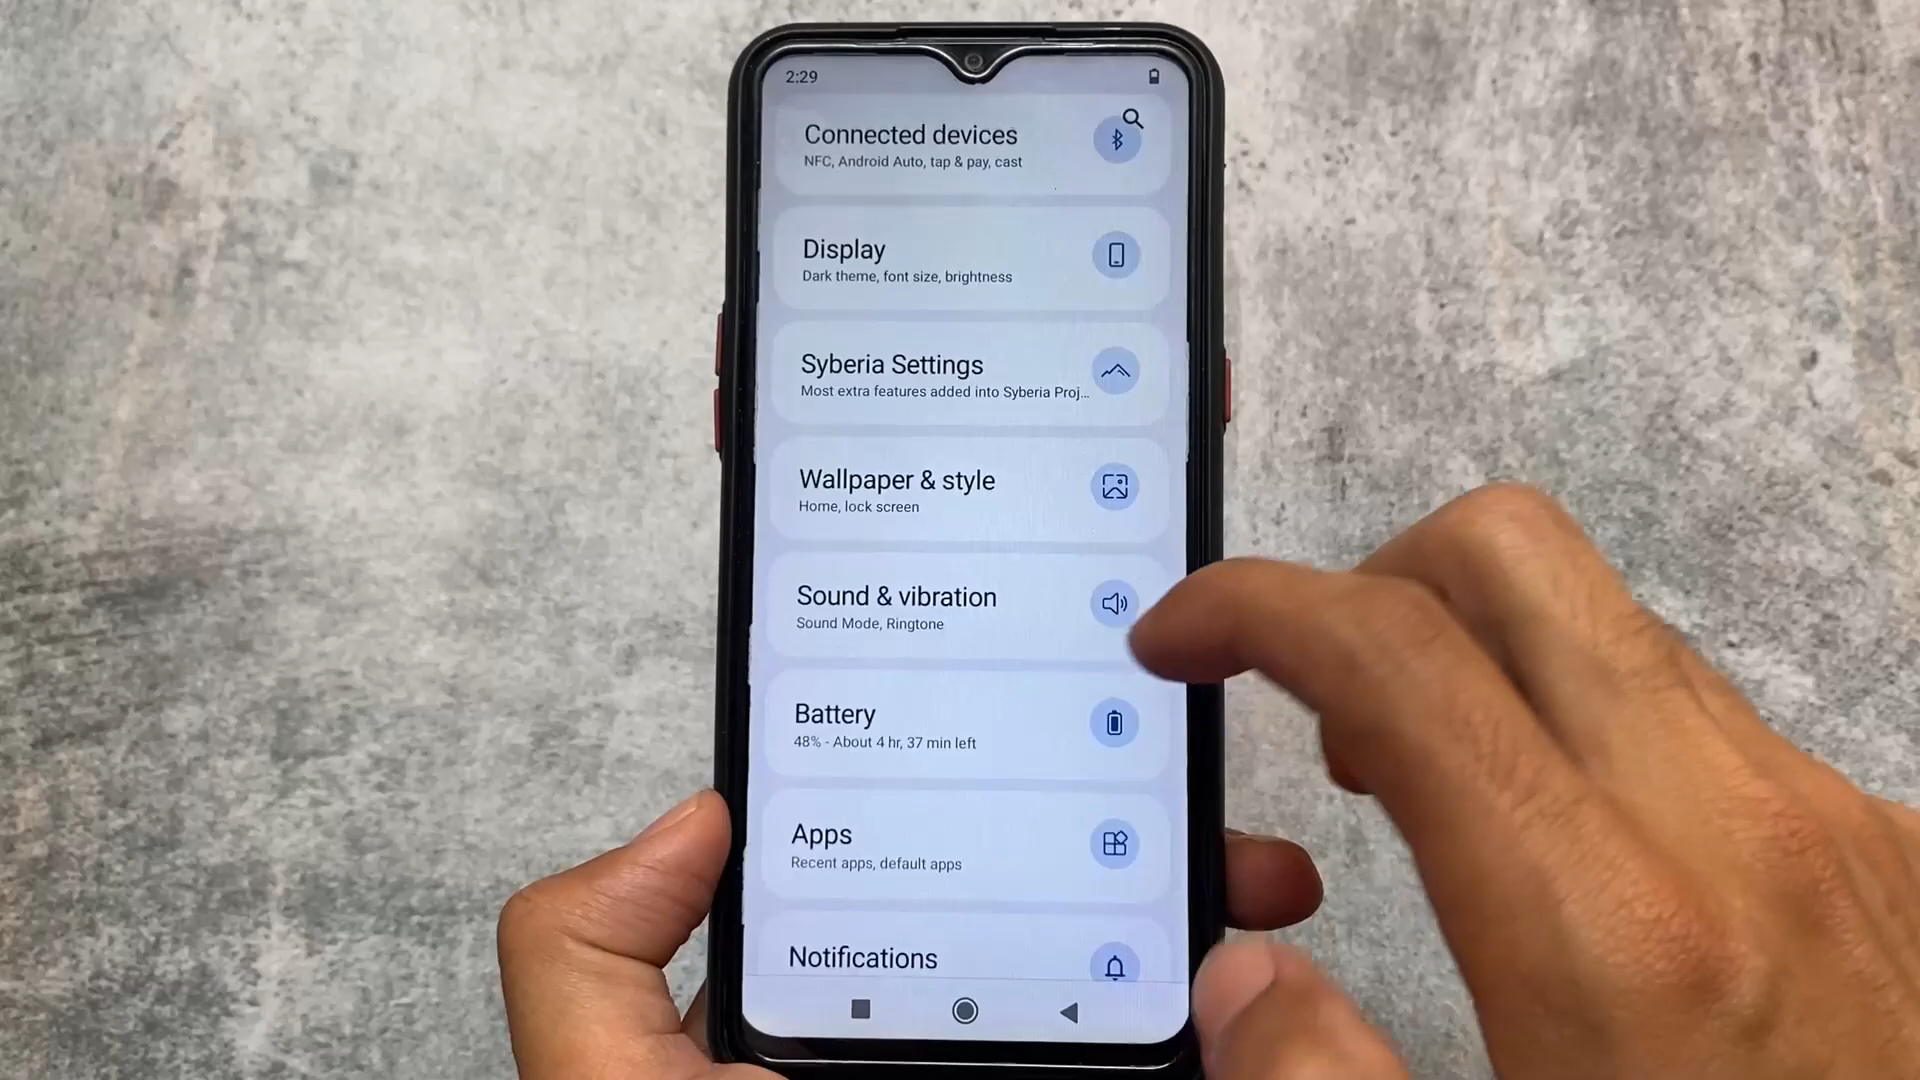 2:29
Connected devices
NFC, Android Auto, tap & pay, cast
Display
Dark theme, font size, brightness
Syberia Settings
Most extra features added into Syberia Proj...
Wallpaper & style
Home, lock screen
Sound & vibration
Sound Mode, Ringtone
Battery
48% - About 4 hr, 37 min left
Apps
Recent apps, default apps
Notifications